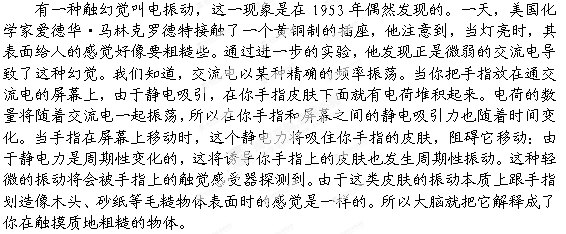 有一种触幻觉叫电振动，这一现象是在 1953 年偶然发现的。一天，美国化
学家爱德华·马林克罗德特接触了一个黄铜制的插座，他注意到，当灯亮时，其
表面给人的感觉好像要粗糙些。通过进一步的实验，他发现正是微弱的交流电导
致了这种幻觉。我们知道，交流电以某种精确的频率振荡。当你把手指放在通交
流电的屏幕上，由于静电吸引，在你手指皮肤下面就有电荷堆积起来。电荷的数
量将随着交流电一起振荡，所以在你手指和屏幕之间的静电吸引力也随着时间变
化。当手指在屏幕上移动时，这个静电力将吸住你手指的皮肤，阻碍它移动；由
于静电力是周期性变化的，这将诱导你手指上的皮肤也发生周期性振动。这种轻
微的振动将会被手指上的触觉感受器探测到。由于这类皮肤的振动本质上跟手指
划造像木头、砂纸等毛糙物体表面时的感觉是一样的。所以大脑就把它解释成了
你在触摸质地粗糙的物体。